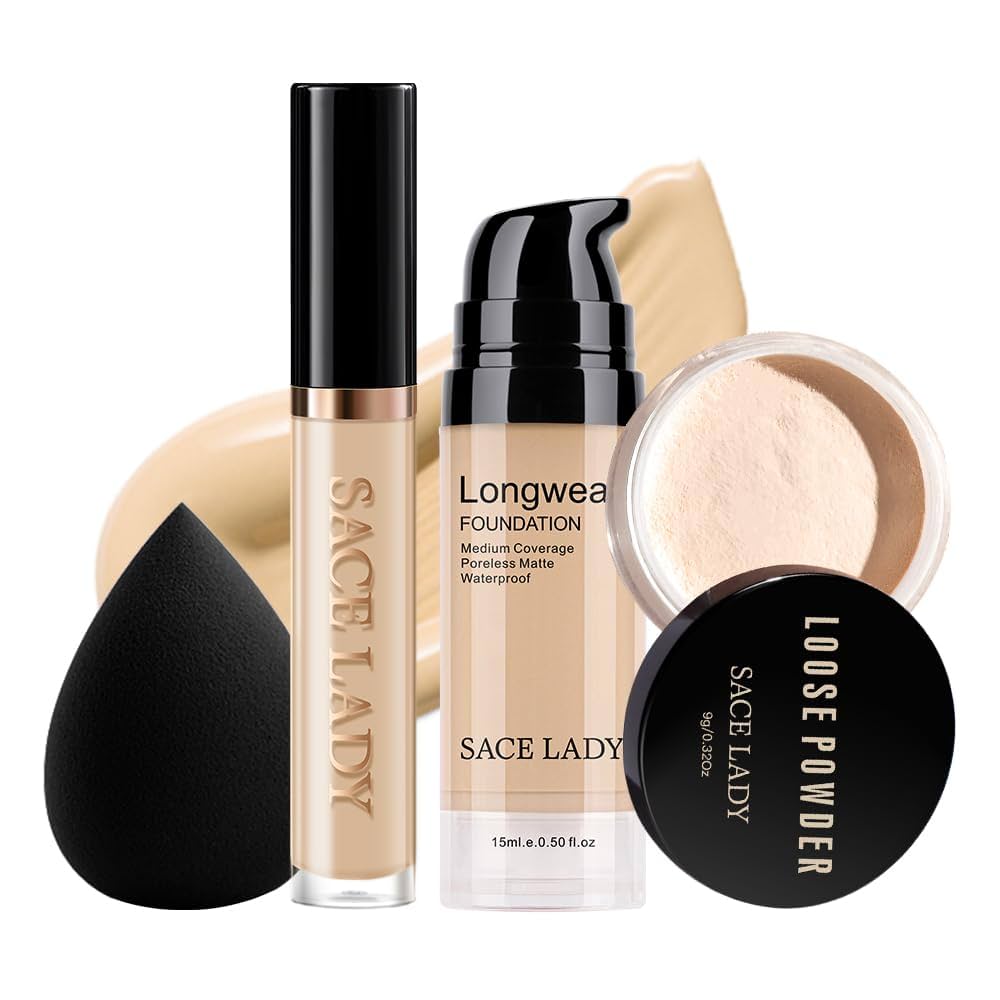 SACE LADY
Longwea
FOUNDATION
Medium Coverage
Poreless Matte
Waterproof
SACE LADY
15ml.e.0.50 fl.oz
LOOSE POWDER
SACE LADY
9g/0.32Oz